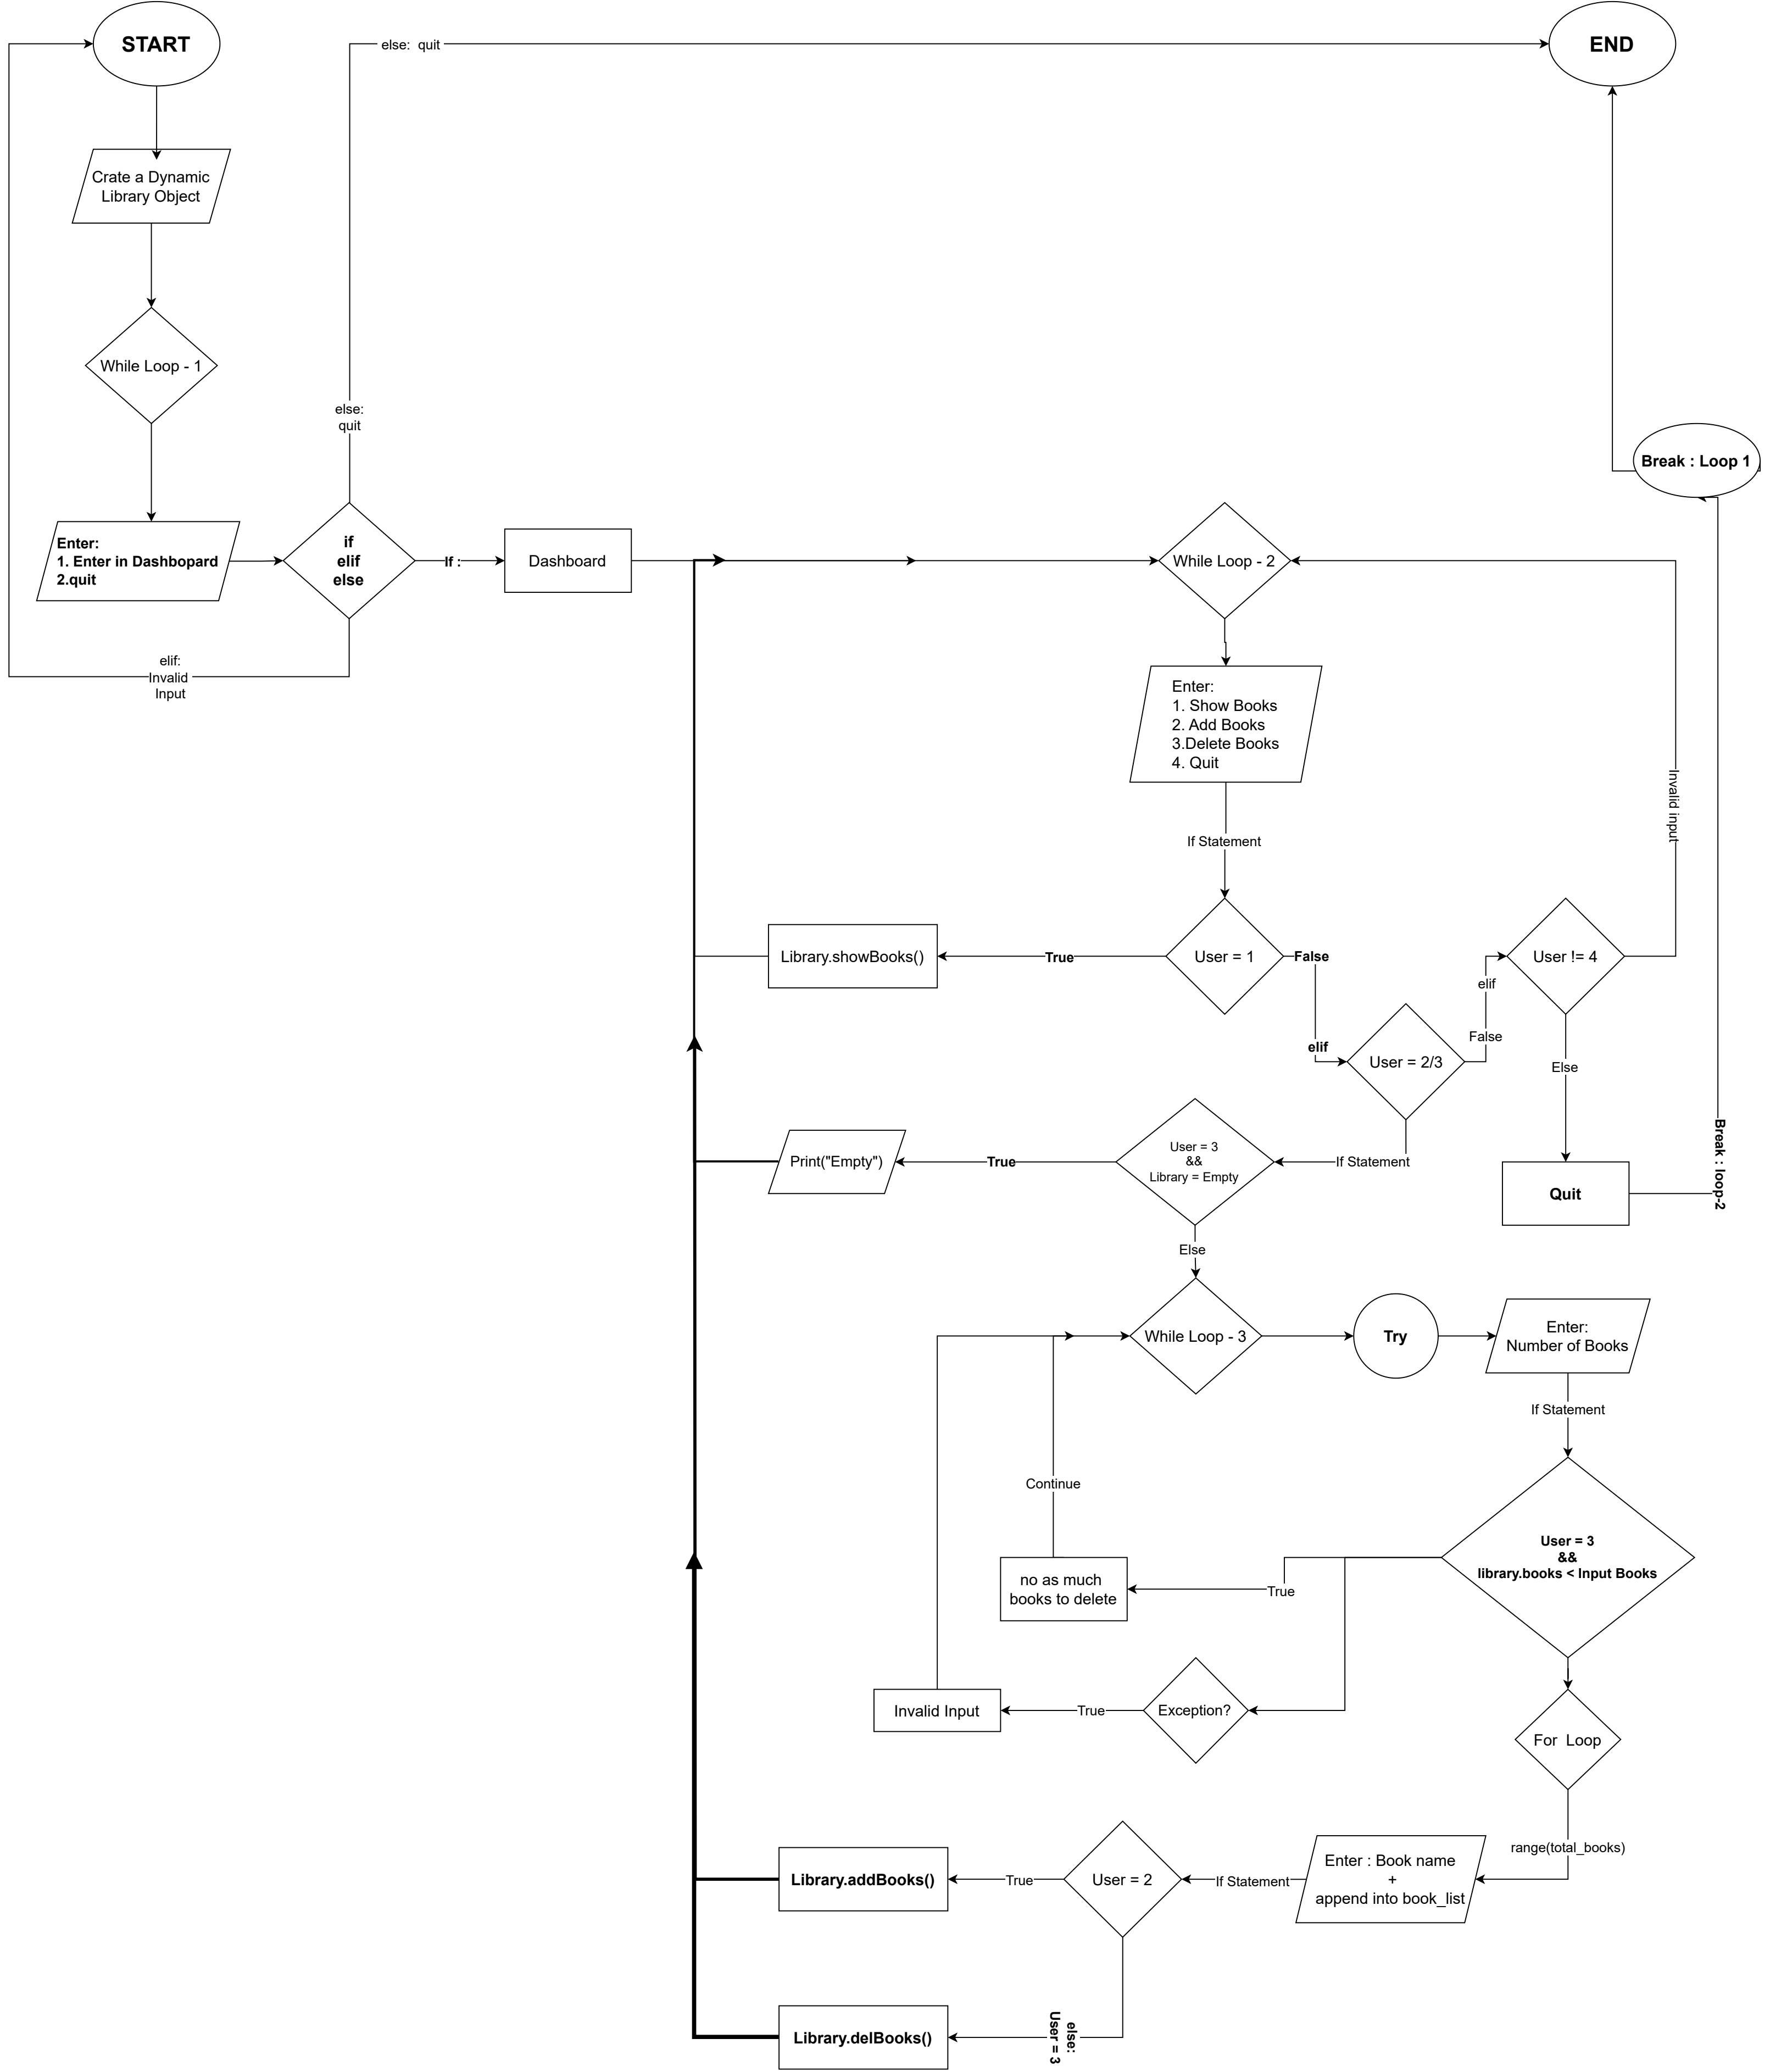 START
END
else:  quit
Crate a Dynamic
Library Object
While Loop - 1
else:
quit
Break : Loop 1
Enter:
1. Enter in Dashbopard
2.quit
if
elif
else
If :
Dashboard
While Loop - 2
elif:
Invalid
Input
Enter:
1. Show Books
2. Add Books
3.Delete Books
4. Quit
Invalid input
If Statement
Library.showBooks()
True
User = 1
False
User != 4
elif
False
elif
User = 2/3
Else
Print("Empty")
True
User = 3
&&
Library = Empty
If Statement
Quit
Break : loop-2
Else
While Loop - 3
Try
Enter:
Number of Books
If Statement
Continue
User = 3
&&
library.books < Input Books
no as much
books to delete
True
Invalid Input
True
Exception?
For  Loop
range(total_books)
Library.addBooks()
True
User = 2
If Statement
Enter : Book name
+
append into book_list
Library.delBooks()
else:
User = 3